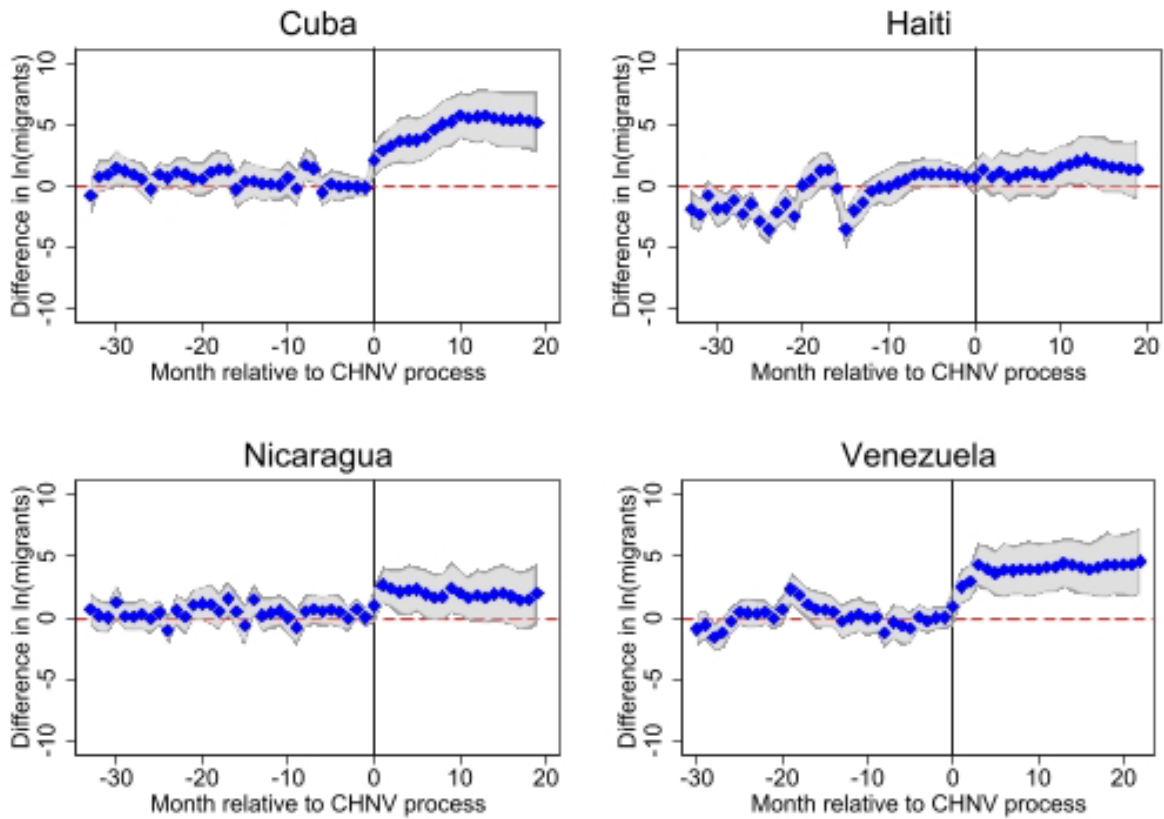 Cuba
Difference in ln(migrants)
10
5
0
-5
-10
-30 -20 -10 0 10 20
Month relative to CHNV process
Haiti
Difference in ln(migrants)
10
5
0
-5
-10
-30 -20 -10 0 10 20
Month relative to CHNV process
Nicaragua
Difference in ln(migrants)
10
5
0
-5
-10
-30 -20 -10 0 10 20
Month relative to CHNV process
Venezuela
Difference in ln(migrants)
10
5
0
-5
-10
-30 -20 -10 0 10 20
Month relative to CHNV process